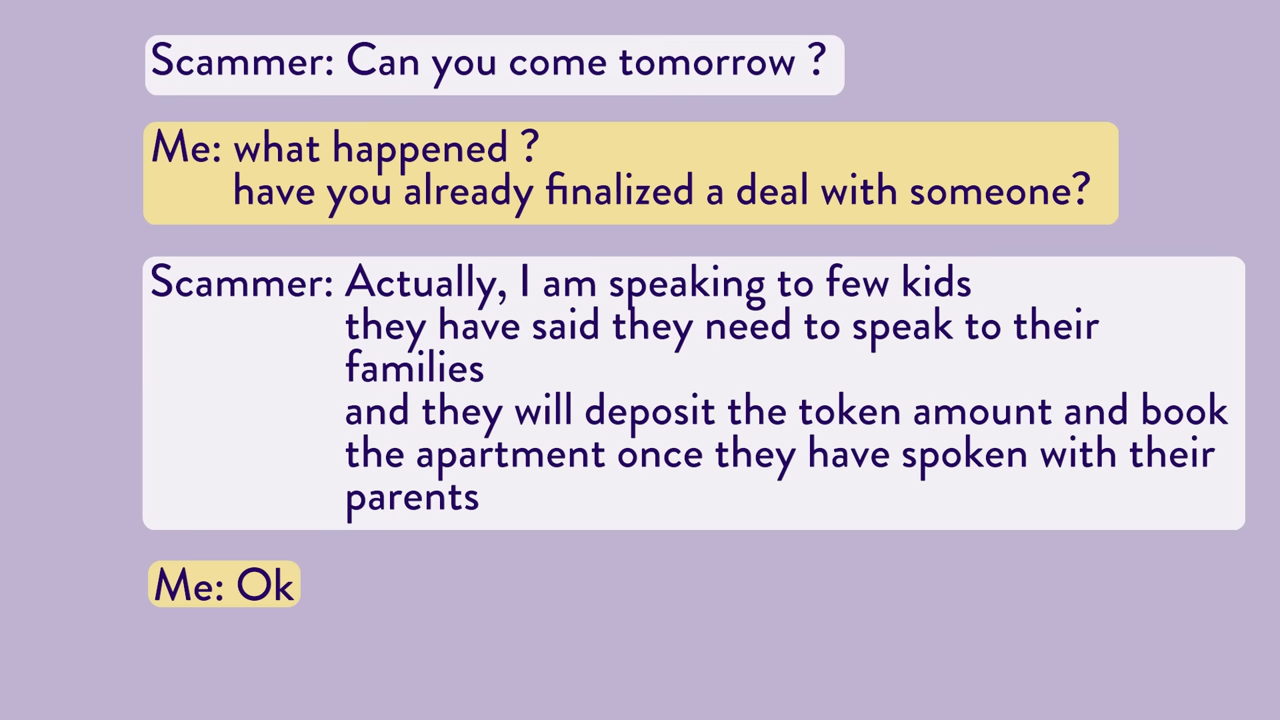 Scammer: Can you come tomorrow ?
Me: what happened ?
have you already finalized a deal with someone?
Scammer: Actually, I am speaking to few kids
they have said they need to speak to their
families
and they will deposit the token amount and book
the apartment once they have spoken with their
parents
Me: Ok